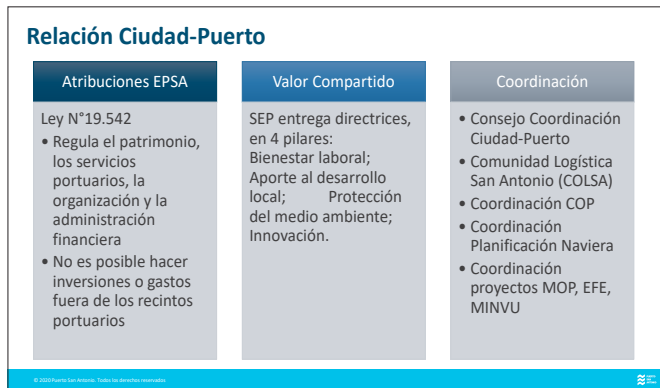 Relación Ciudad-Puerto
Atribuciones EPSA
Ley N°19.542
• Regula el patrimonio,
los servicios
portuarios, la
organización y la
administración
financiera
• No es posible hacer
inversiones o gastos
fuera de los recintos
portuarios
Valor Compartido
SEP entrega directrices,
en 4 pilares:
Bienestar laboral;
Aporte al desarrollo
local; Protección
del medio ambiente;
Innovación.
Coordinación
• Consejo Coordinación
Ciudad-Puerto
• Comunidad Logística
San Antonio (COLSA)
• Coordinación COP
• Coordinación
Planificación Naviera
• Coordinación
proyectos MOP, EFE,
MINVU
© 2020 Puerto San Antonio. Todos los derechos reservados